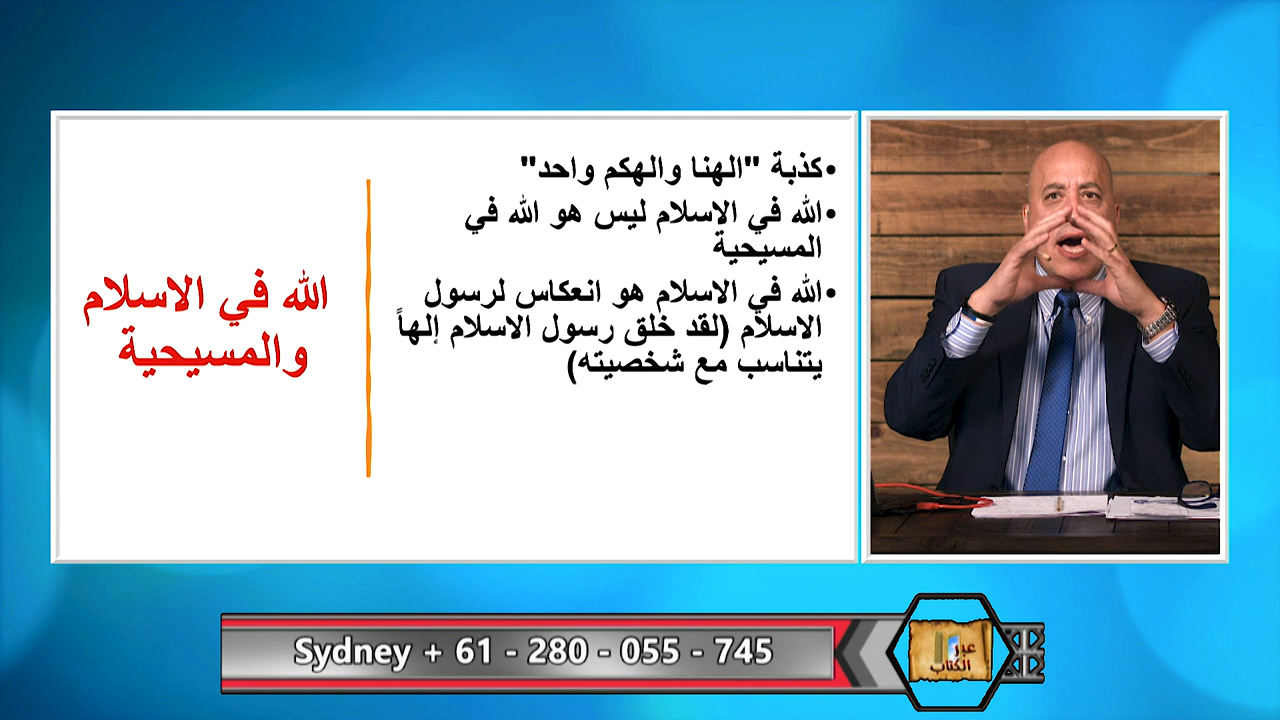 •كذبة "الهنا والهكم واحد"
•الله في الاسلام ليس هو الله في
المسيحية
•الله في الاسلام هو انعكاس لرسول
الاسلام (لقد خلق رسول الاسلام إلهاً
يتناسب مع شخصيته)
الله في الاسلام
والمسيحية
Sydney + 61 - 280 - 055 - 745
عبر
الكتاب